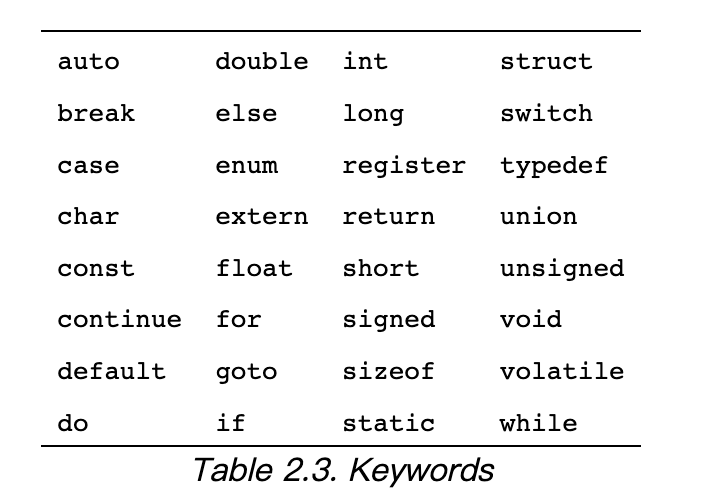 auto double int struct
break else long switch
case enum register typedef
char extern return union
const float short unsigned
continue for signed void
default goto sizeof volatile
do if static while
Table 2.3. Keywords